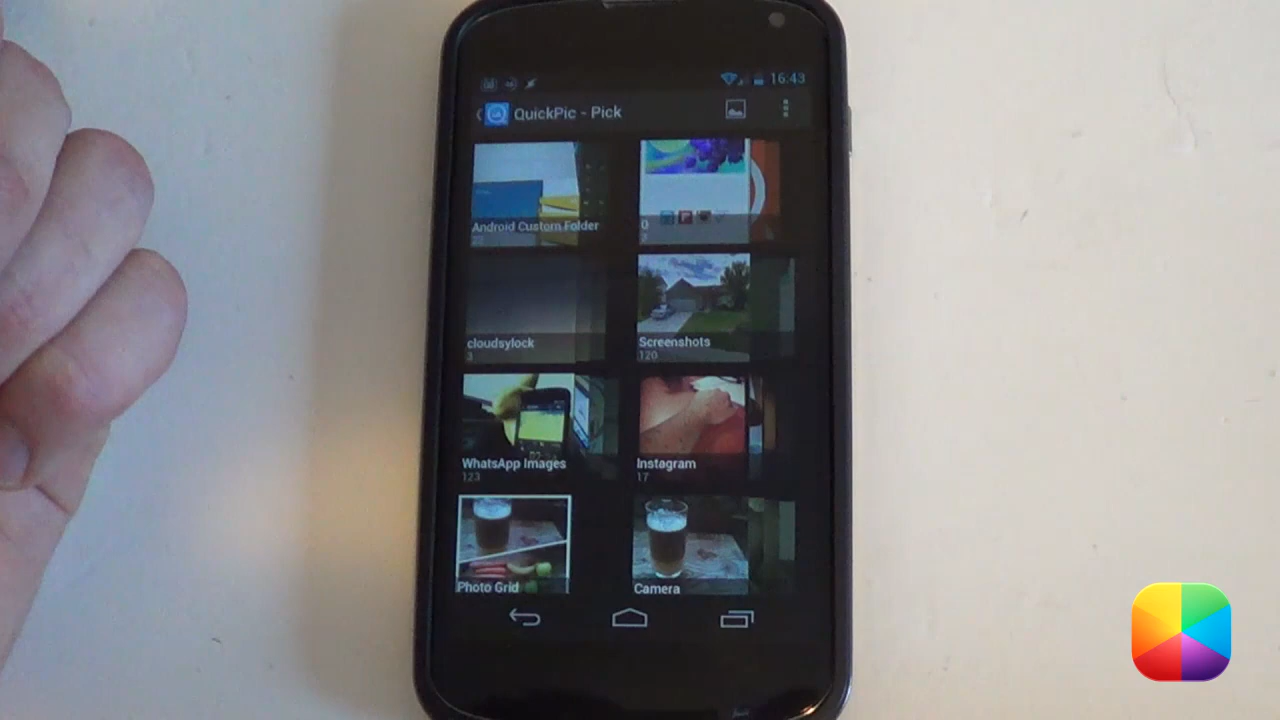 16:43
QuickPic - Pick
Android Custom Folder
0
cloudsylock
3
Screenshots
120
WhatsApp Images
123
Instagram
17
Photo Grid
Camera